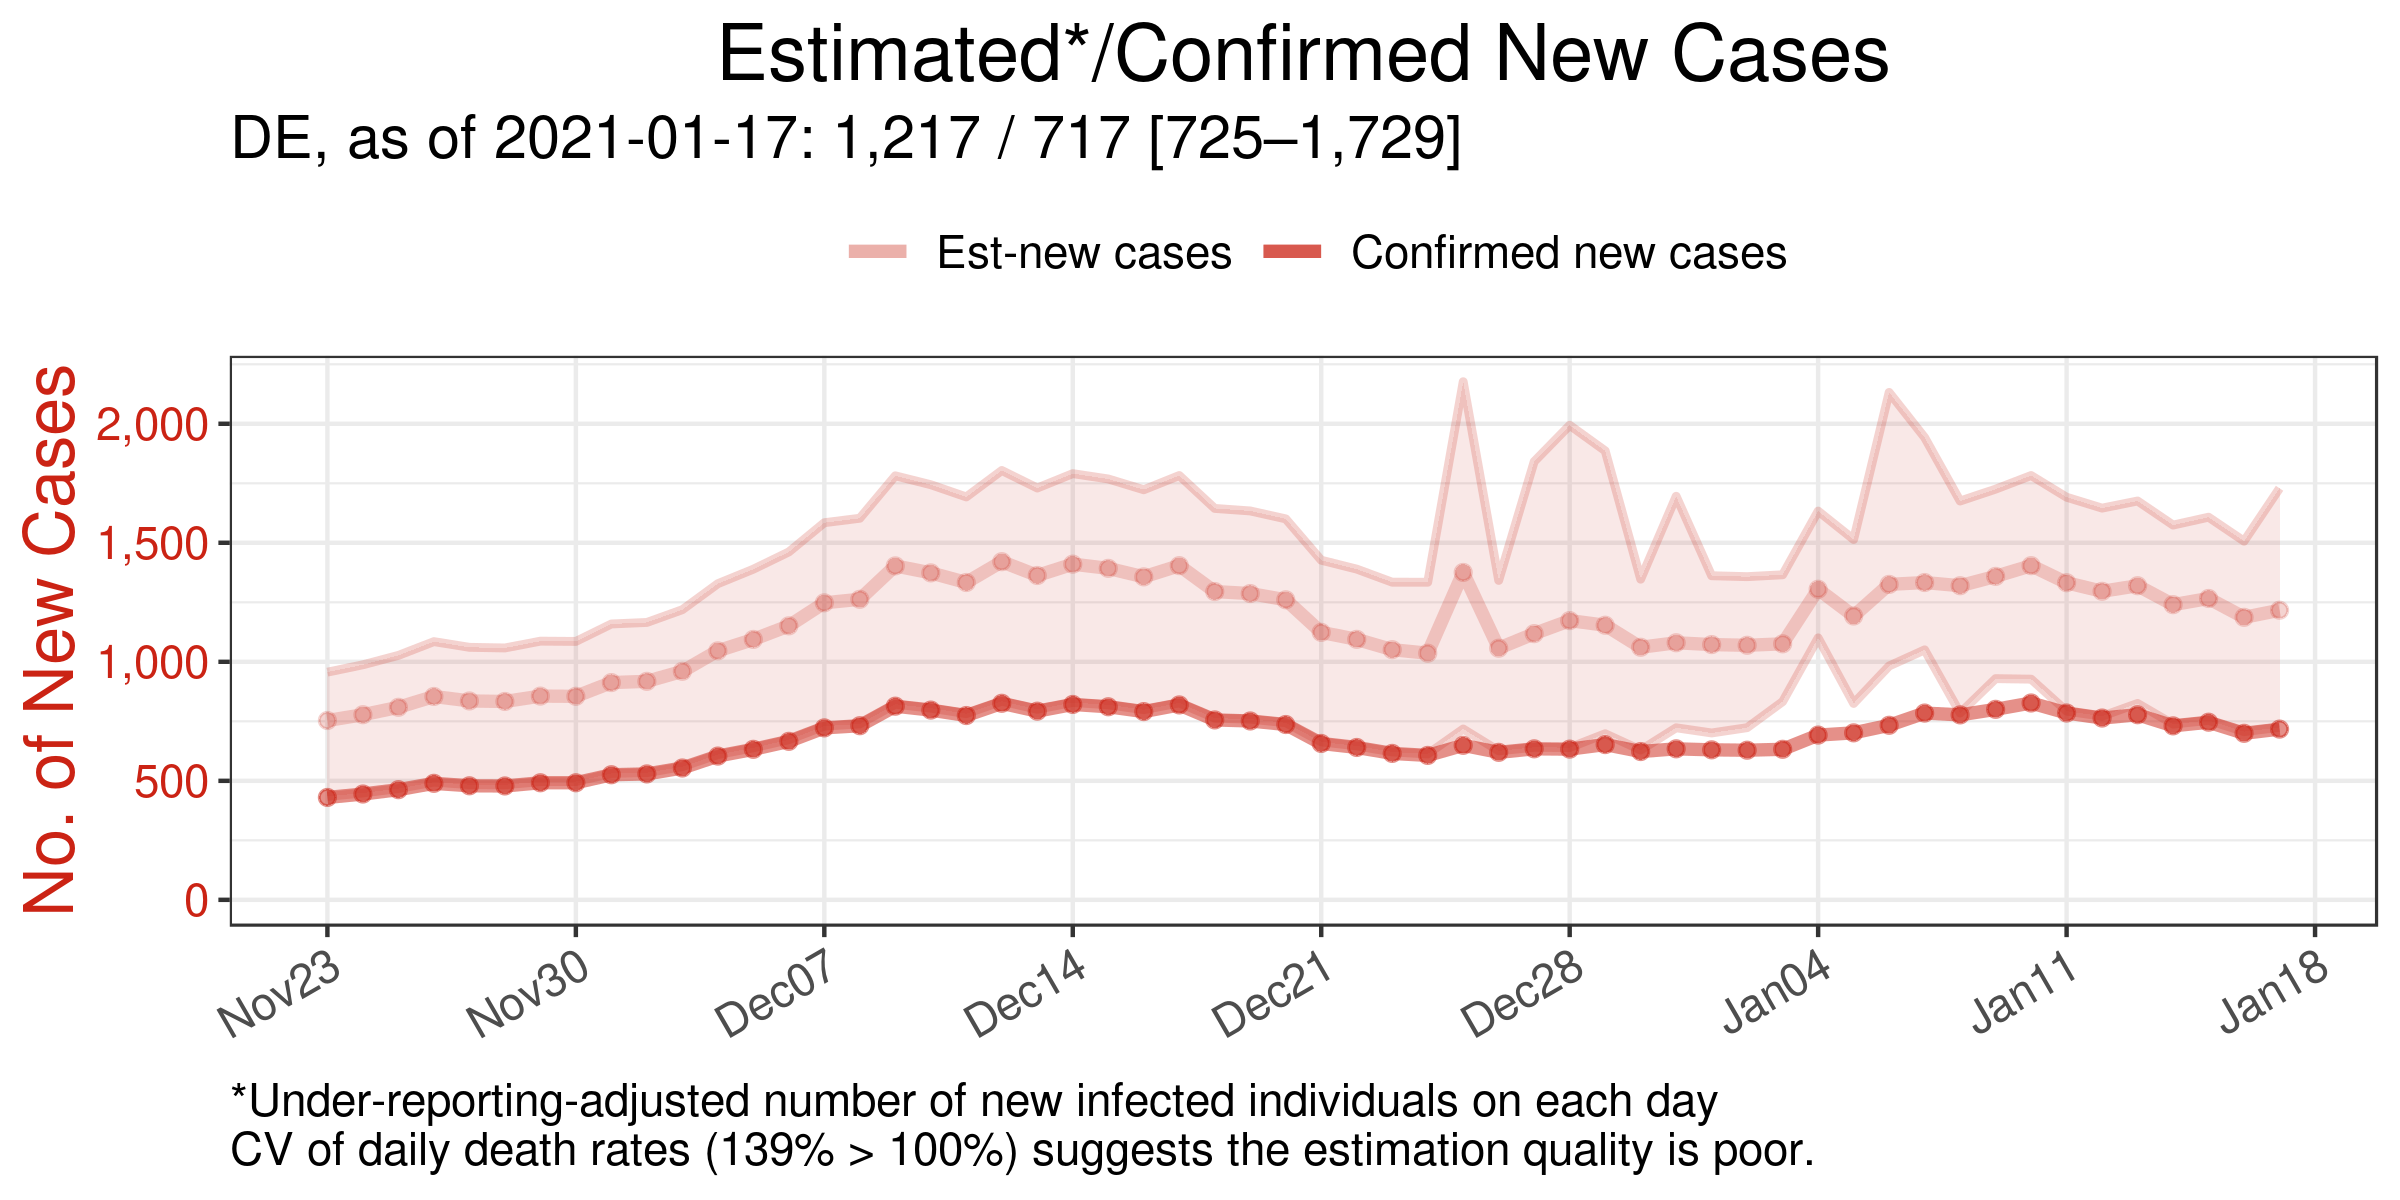 Estimated*/Confirmed New Cases
DE, as of 2021-01-17: 1,217 / 717 [725–1,729]
Est-new cases
Confirmed new cases
No. of New Cases
2,000
1,500
1,000
500
0
Nov23
Nov30
Dec07
Dec14
Dec21
Dec28
Jan04
Jan11
Jan18
*Under-reporting-adjusted number of new infected individuals on each day
CV of daily death rates (139% > 100%) suggests the estimation quality is poor.